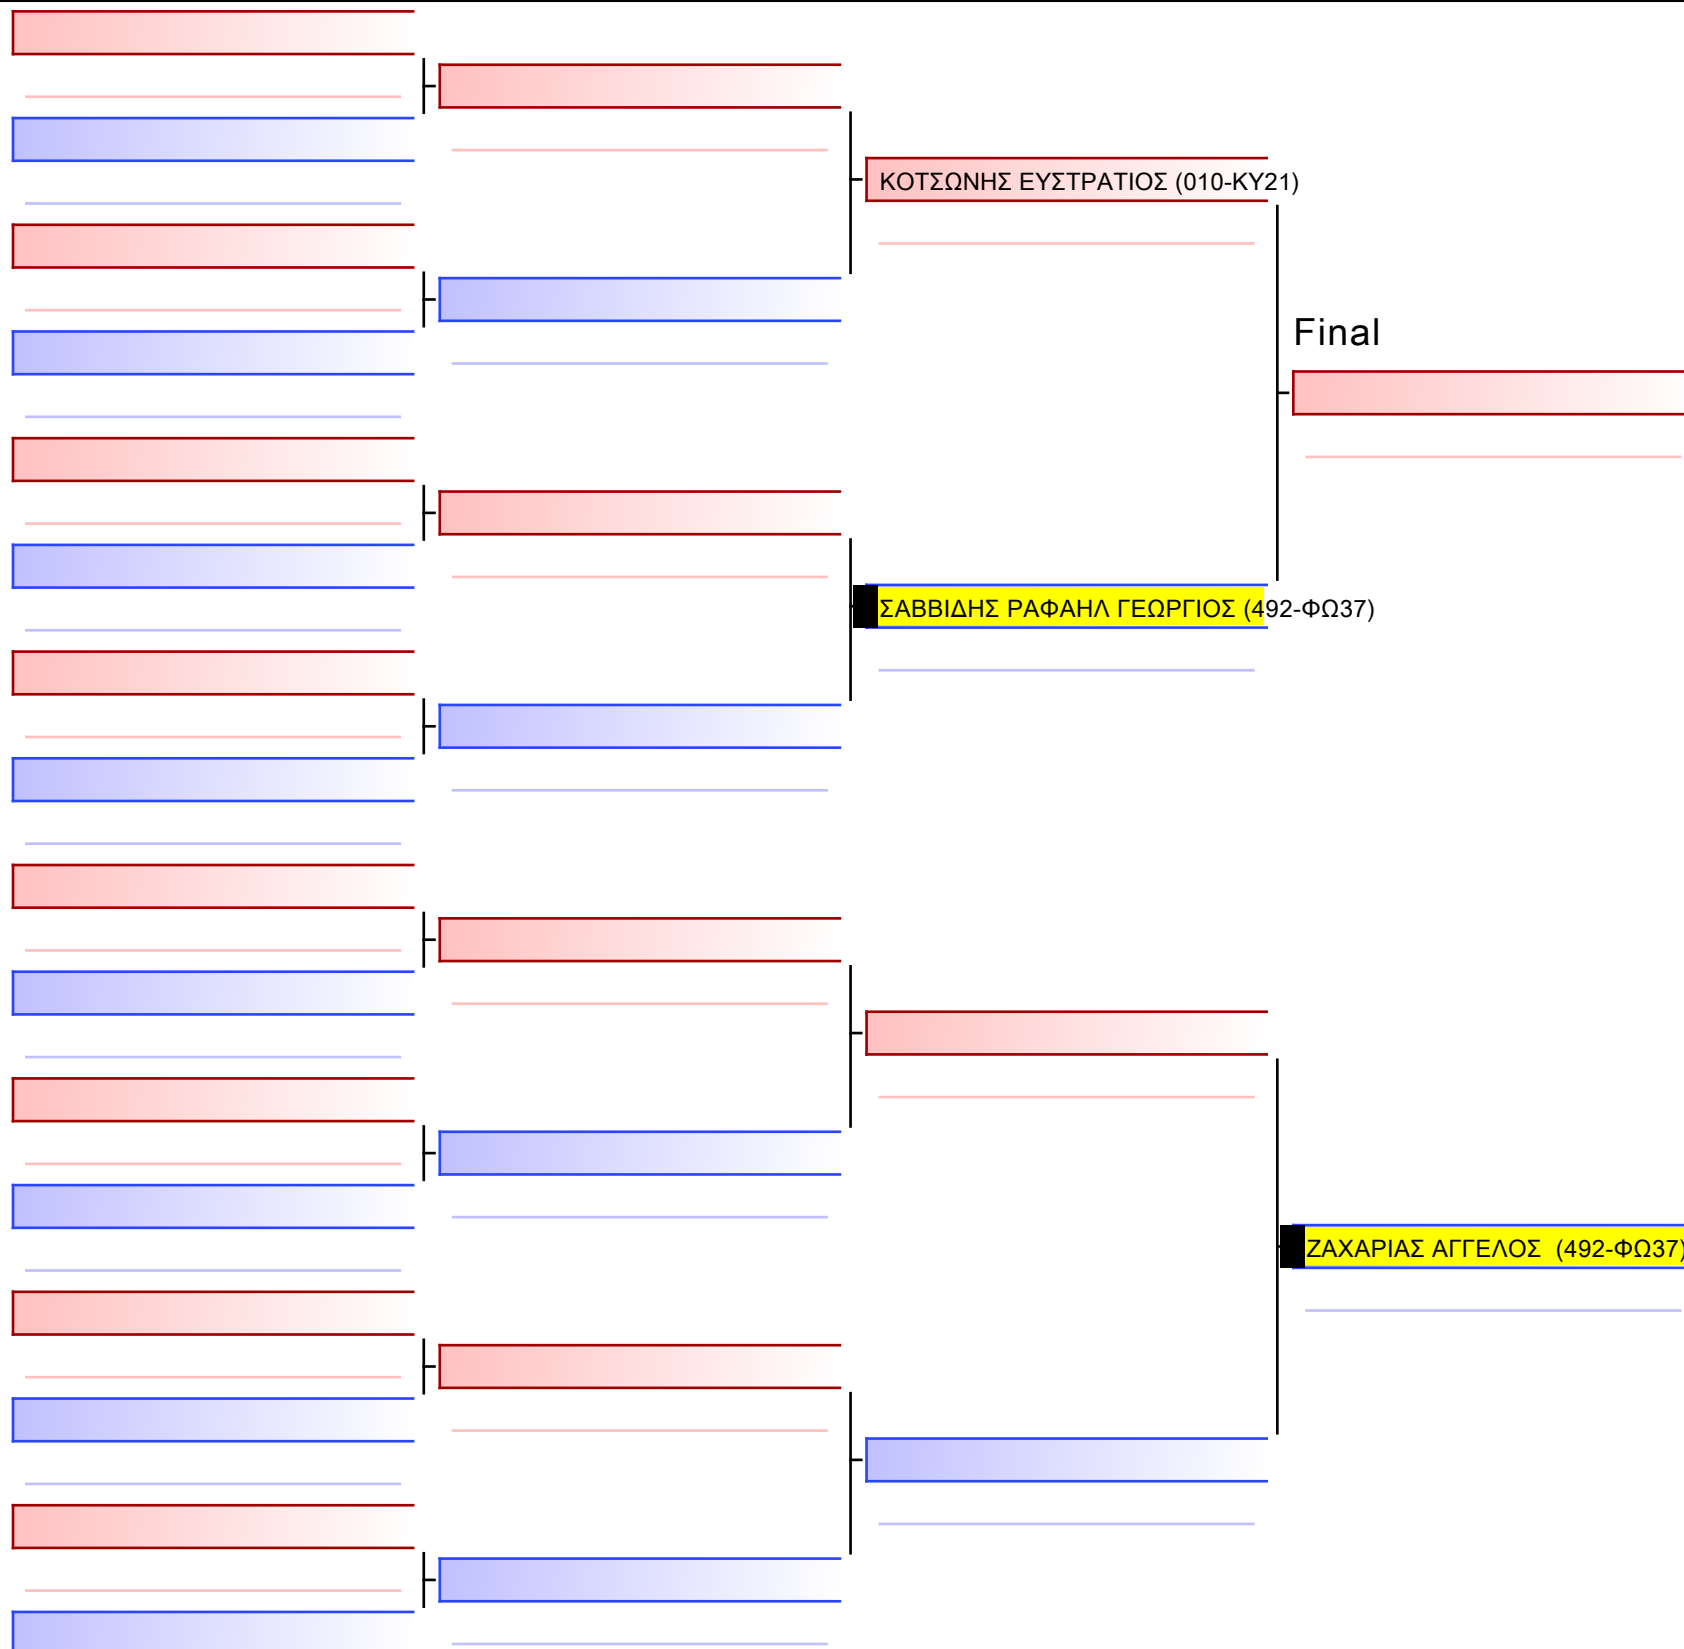 ΚΟΤΣΩΝΗΣ ΕΥΣΤΡΑΤΙΟΣ (010-ΚΥ21)
Final
ΣΑΒΒΙΔΗΣ ΡΑΦΑΗΛ ΓΕΩΡΓΙΟΣ (492-ΦΩ37)
ΖΑΧΑΡΙΑΣ ΑΓΓΕΛΟΣ (492-ΦΩ37)